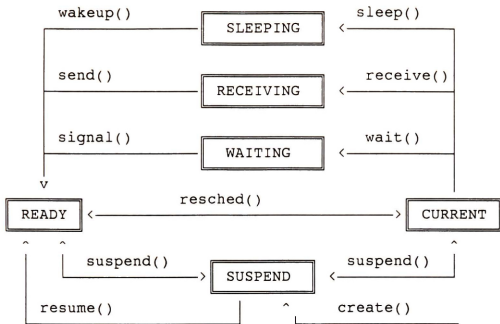 wakeup() SLEEPING sleep()
send() RECEIVING receive()
signal() WAITING wait()
resched()
READY CURRENT
suspend() SUSPEND suspend()
resume() create()